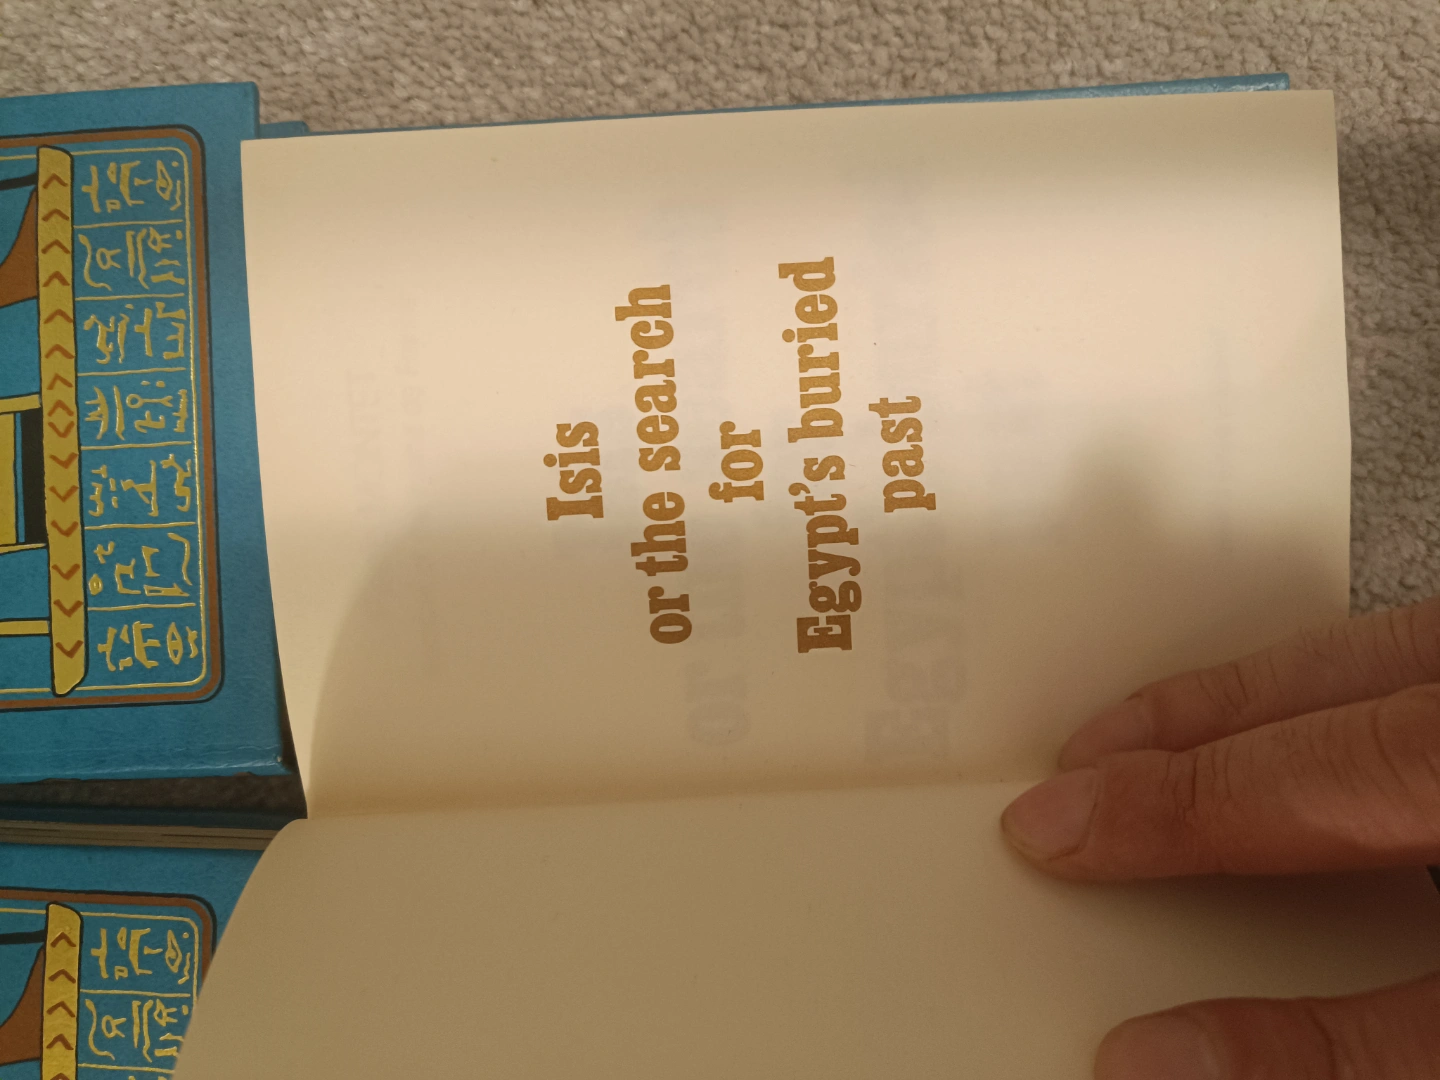 Isis
or the search
for
Egypt's buried
past